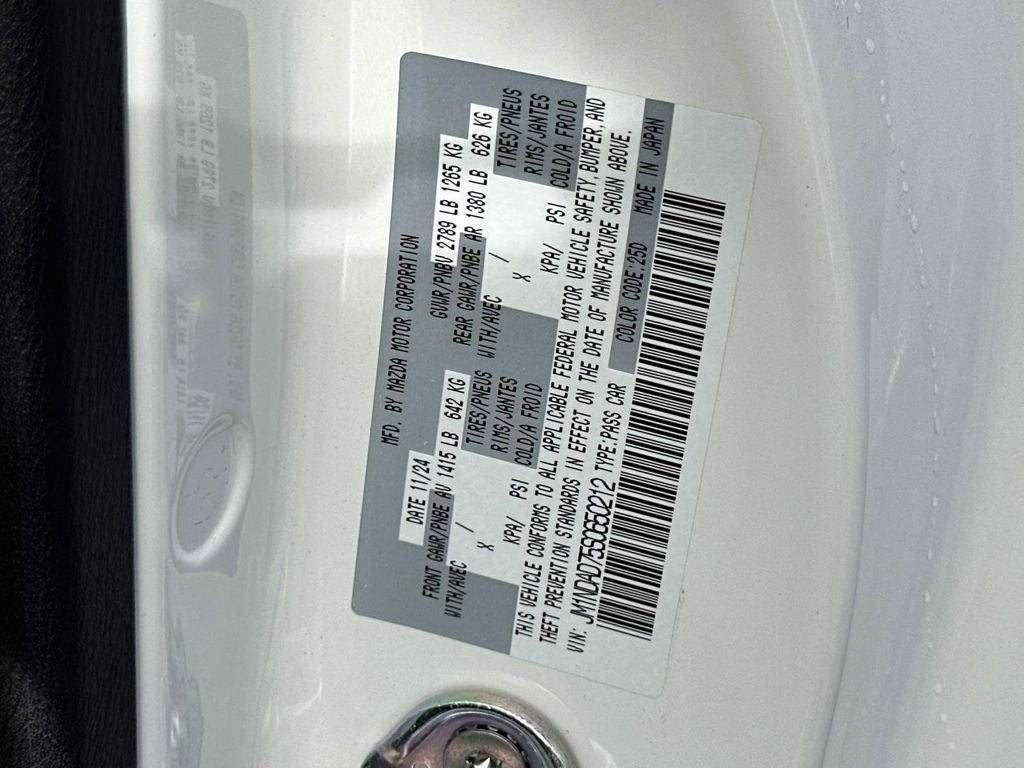 MFD. BY MAZDA MOTOR CORPORATION
DATE 11/24 GVWR/PNBV 2789 LB 1265 KG
FRONT GAWR/PNBE AV 1415 LB 642 KG REAR GAWR/PNBE AR 1380 LB 626 KG
WITH/AVEC TIRES/PNEUS WITH/AVEC TIRES/PNEUS
X / RIMS/JANTES X / RIMS/JANTES
KPA/ PSI COLD/A FROID KPA/ PSI COLD/A FROID
THIS VEHICLE CONFORMS TO ALL APPLICABLE FEDERAL MOTOR VEHICLE SAFETY, BUMPER, AND
THEFT PREVENTION STANDARDS IN EFFECT ON THE DATE OF MANUFACTURE SHOWN ABOVE.
VIN: JM1NDAD75S0650212 TYPE:PASS CAR COLOR CODE:25D MADE IN JAPAN